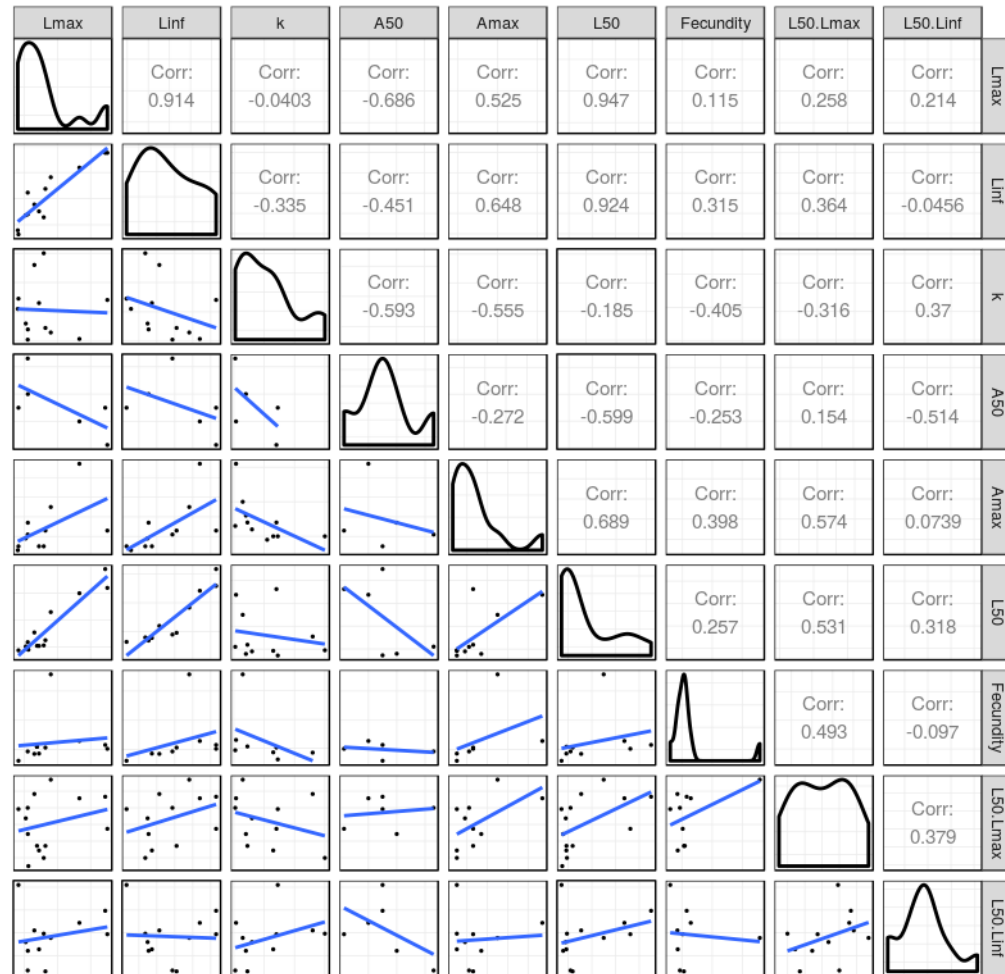 Lmax Linf k A50 Amax L50 Fecundity L50.Lmax L50.Linf
Corr: Corr: Corr: Corr: Corr: Corr: Corr: Corr:
0.914 -0.0403 -0.686 0.525 0.947 0.115 0.258 0.214
Lmax
Corr: Corr: Corr: Corr: Corr: Corr: Corr:
-0.335 -0.451 0.648 0.924 0.315 0.364 -0.0456
Linf
Corr: Corr: Corr: Corr: Corr: Corr:
-0.593 -0.555 -0.185 -0.405 -0.316 0.37
k
Corr: Corr: Corr: Corr: Corr:
-0.272 -0.599 -0.253 0.154 -0.514
A50
Corr: Corr: Corr: Corr:
0.689 0.398 0.574 0.0739
Amax
Corr: Corr: Corr:
0.257 0.531 0.318
L50
Corr: Corr:
0.493 -0.097
Fecundity
Corr:
0.379
L50.Lmax
L50.Linf